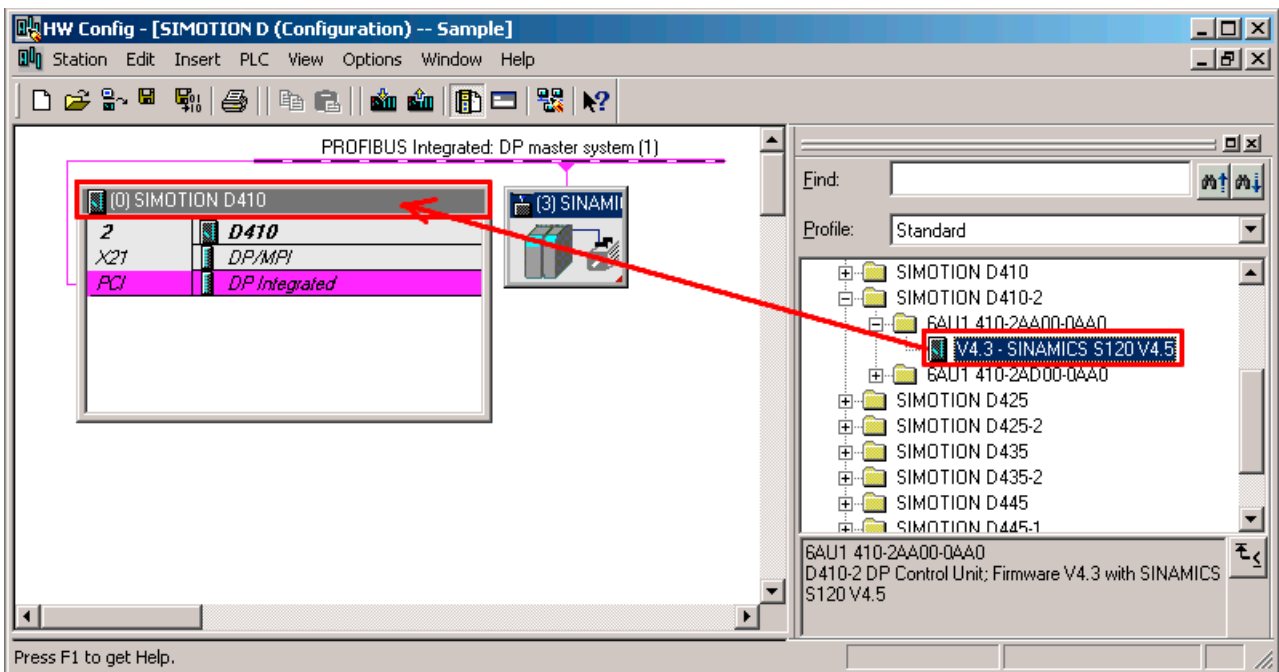 HW Config - [SIMOTION D (Configuration) -- Sample]
Station Edit Insert PLC View Options Window Help
PROFIBUS Integrated: DP master system (1)
(0) SIMOTION D410
2 D410
X21 DP/MPI
PCI DP Integrated
(3) SINAMI
Find:
Profile: Standard
SIMOTION D410
SIMOTION D410-2
6AU1 410-2AA00-0AA0
V4.3 - SINAMICS S120 V4.5
6AU1 410-2AD00-0AA0
SIMOTION D425
SIMOTION D425-2
SIMOTION D435
SIMOTION D435-2
SIMOTION D445
SIMOTION D445-1
6AU1 410-2AA00-0AA0
D410-2 DP Control Unit; Firmware V4.3 with SINAMICS
S120 V4.5
Press F1 to get Help.